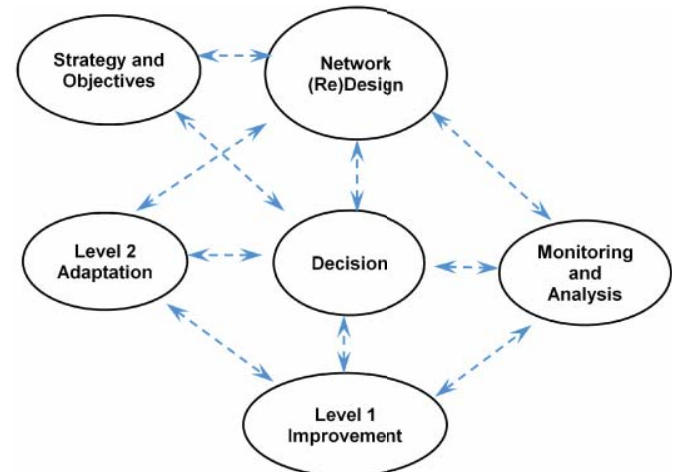 Strategy and
Objectives
Network
(Re)Design
Level 2
Adaptation
Decision
Monitoring
and
Analysis
Level 1
Improvement